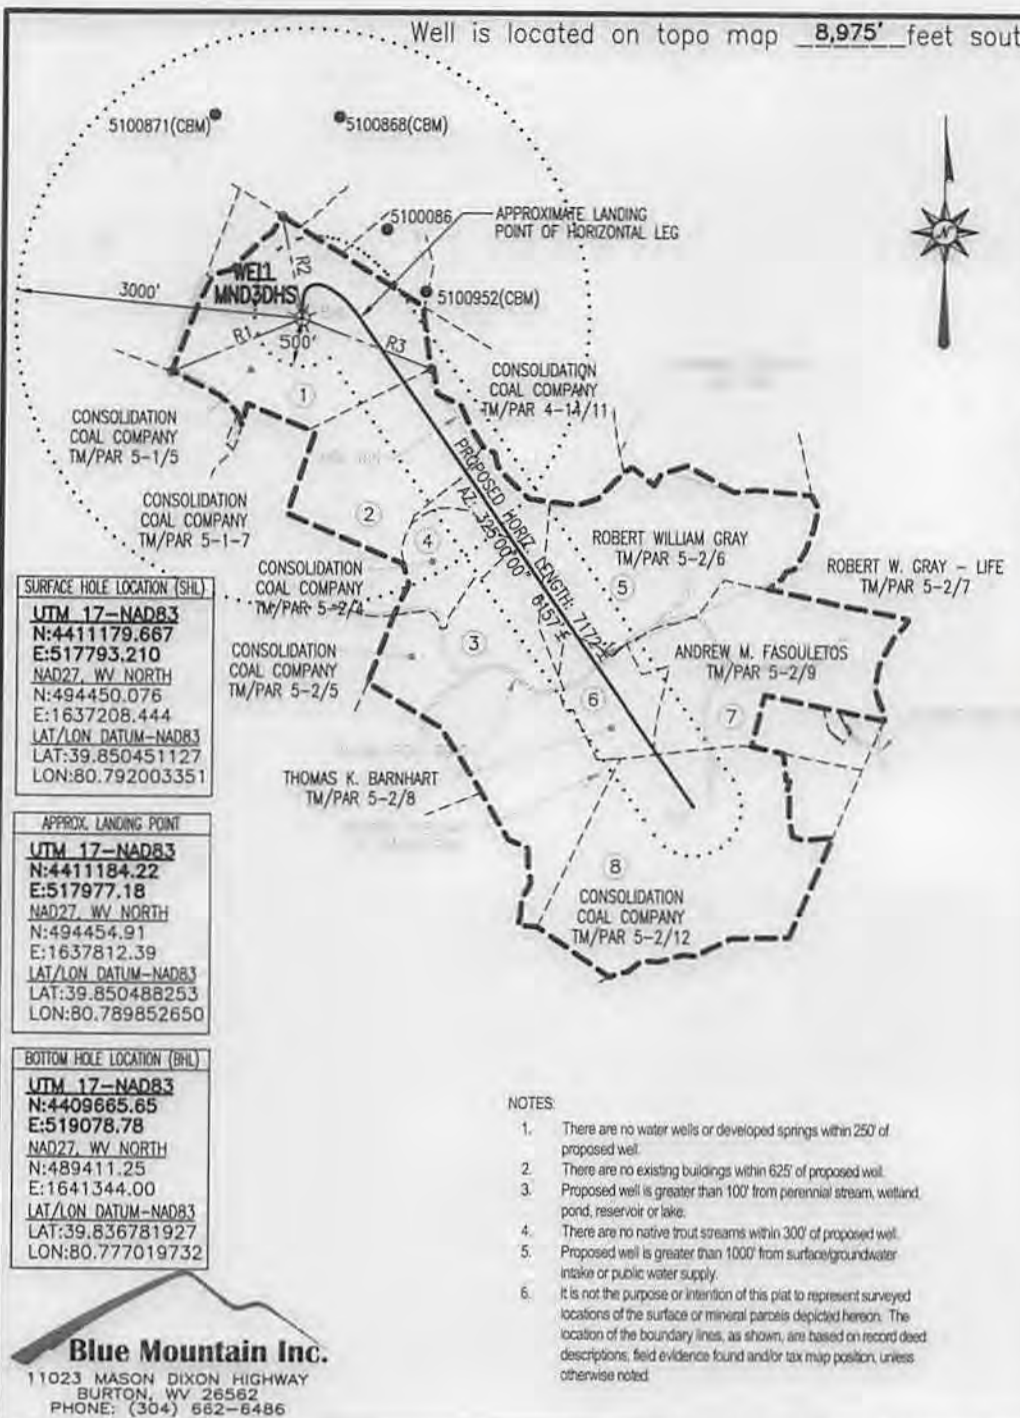 Well is located on topo map 8,975' feet sout
5100871(CBM)
5100868(CBM)
5100086
APPROXIMATE LANDING
POINT OF HORIZONTAL LEG
N
WELL
MND3DHS
R2
3000'
5100952(CBM)
R1
500'
R3
CONSOLIDATION
COAL COMPANY
TM/PAR 4-14/11
1
CONSOLIDATION
COAL COMPANY
TM/PAR 5-1/5
CONSOLIDATION
COAL COMPANY
TM/PAR 5-1-7
PROPOSED HORIZ LENGTH: 7172'±
AZ: 325°00'00" 6157'±
2
4
ROBERT WILLIAM GRAY
TM/PAR 5-2/6
ROBERT W. GRAY - LIFE
TM/PAR 5-2/7
CONSOLIDATION
COAL COMPANY
TM/PAR 5-2/4
5
3
CONSOLIDATION
COAL COMPANY
TM/PAR 5-2/5
ANDREW M. FASOULETOS
TM/PAR 5-2/9
6
7
THOMAS K. BARNHART
TM/PAR 5-2/8
8
CONSOLIDATION
COAL COMPANY
TM/PAR 5-2/12
SURFACE HOLE LOCATION (SHL)
UTM 17-NAD83
N:4411179.667
E:517793.210
NAD27, WV NORTH
N:494450.076
E:1637208.444
LAT/LON DATUM-NAD83
LAT:39.850451127
LON:80.792003351
APPROX. LANDING POINT
UTM 17-NAD83
N:4411184.22
E:517977.18
NAD27, WV NORTH
N:494454.91
E:1637812.39
LAT/LON DATUM-NAD83
LAT:39.850488253
LON:80.789852650
BOTTOM HOLE LOCATION (BHL)
UTM 17-NAD83
N:4409665.65
E:519078.78
NAD27, WV NORTH
N:489411.25
E:1641344.00
LAT/LON DATUM-NAD83
LAT:39.836781927
LON:80.777019732
NOTES:
1. There are no water wells or developed springs within 250' of
proposed well.
2. There are no existing buildings within 625' of proposed well.
3. Proposed well is greater than 100' from perennial stream, wetland,
pond, reservoir or lake.
4. There are no native trout streams within 300' of proposed well.
5. Proposed well is greater than 1000' from surface/groundwater
intake or public water supply.
6. It is not the purpose or intention of this plat to represent surveyed
locations of the surface or mineral parcels depicted hereon. The
location of the boundary lines, as shown, are based on record deed
descriptions, field evidence found and/or tax map position, unless
otherwise noted.
Blue Mountain Inc.
11023 MASON DIXON HIGHWAY
BURTON, WV 26562
PHONE: (304) 662-6486